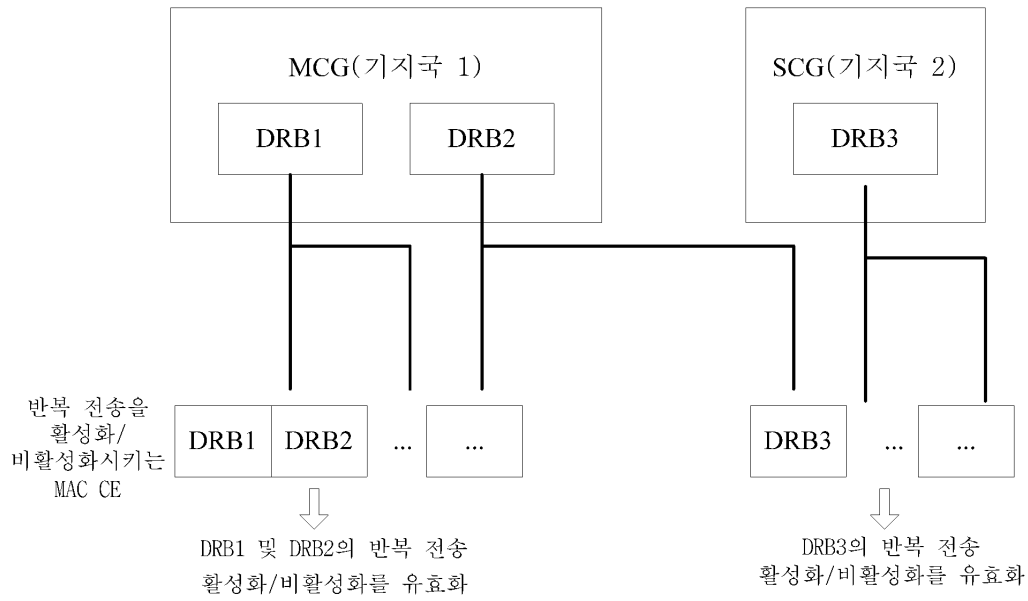 MCG(기지국 1)
SCG(기지국 2)
DRB1
DRB2
DRB3
반복 전송을
활성화/
비활성화시키는
MAC CE
DRB1
DRB2
...
...
DRB3
...
...
DRB1 및 DRB2의 반복 전송
활성화/비활성화를 유효화
DRB3의 반복 전송
활성화/비활성화를 유효화